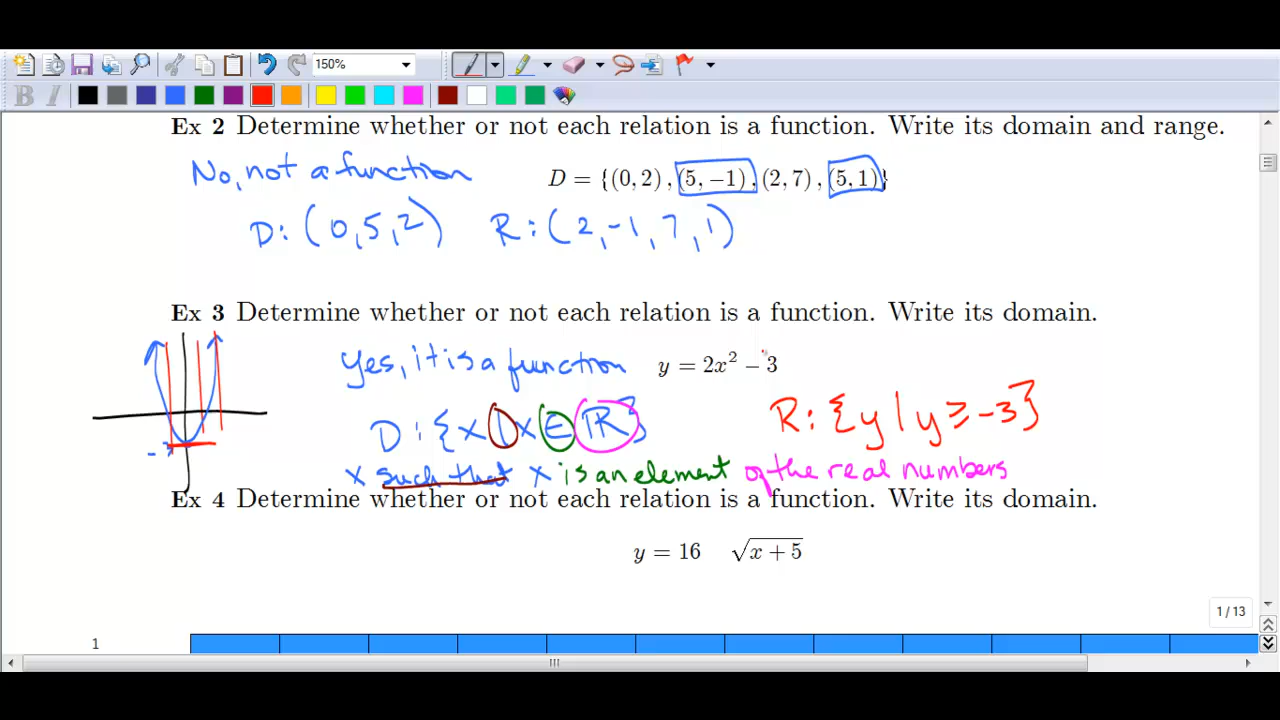 150%
B I
Ex 2 Determine whether or not each relation is a function. Write its domain and range.
No, not a function D = {(0, 2) , (5, −1) , (2, 7) , (5, 1)}
D: (0, 5, 2) R: (2, -1, 7, 1)
Ex 3 Determine whether or not each relation is a function. Write its domain.
Yes, it is a function y = 2x² − 3
D: {x | x ∈ ℝ} R: {y | y ≥ -3}
x such that x is an element of the real numbers
Ex 4 Determine whether or not each relation is a function. Write its domain.
y = 16 √x + 5
1 / 13
1